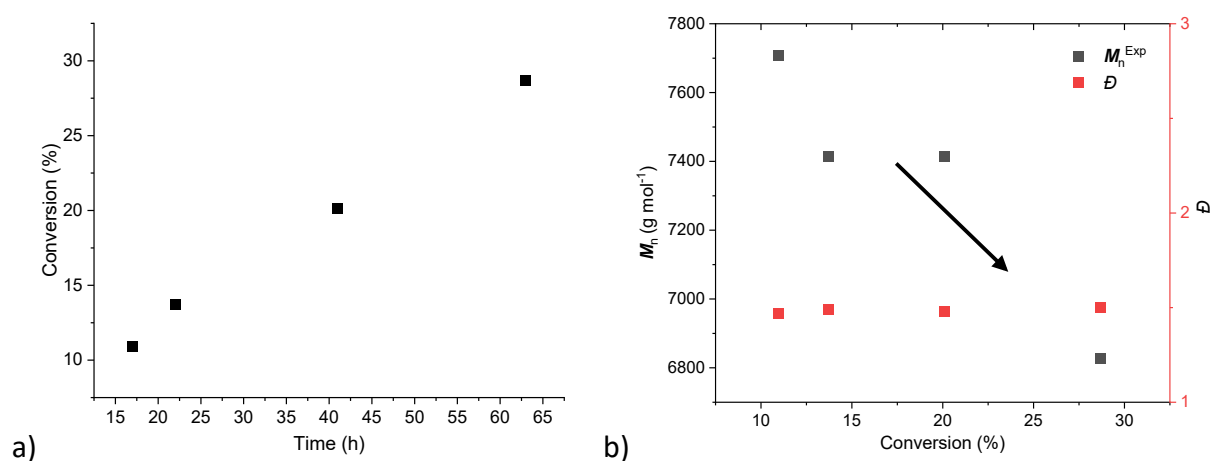 Conversion (%)
30
25
20
15
10
15 20 25 30 35 40 45 50 55 60 65
Time (h)
a)
Mₙ (g mol⁻¹)
7800
7600
7400
7200
7000
6800
10 15 20 25 30
Conversion (%)
3
2
1
Đ
Mₙᴱˣᵖ
Đ
b)